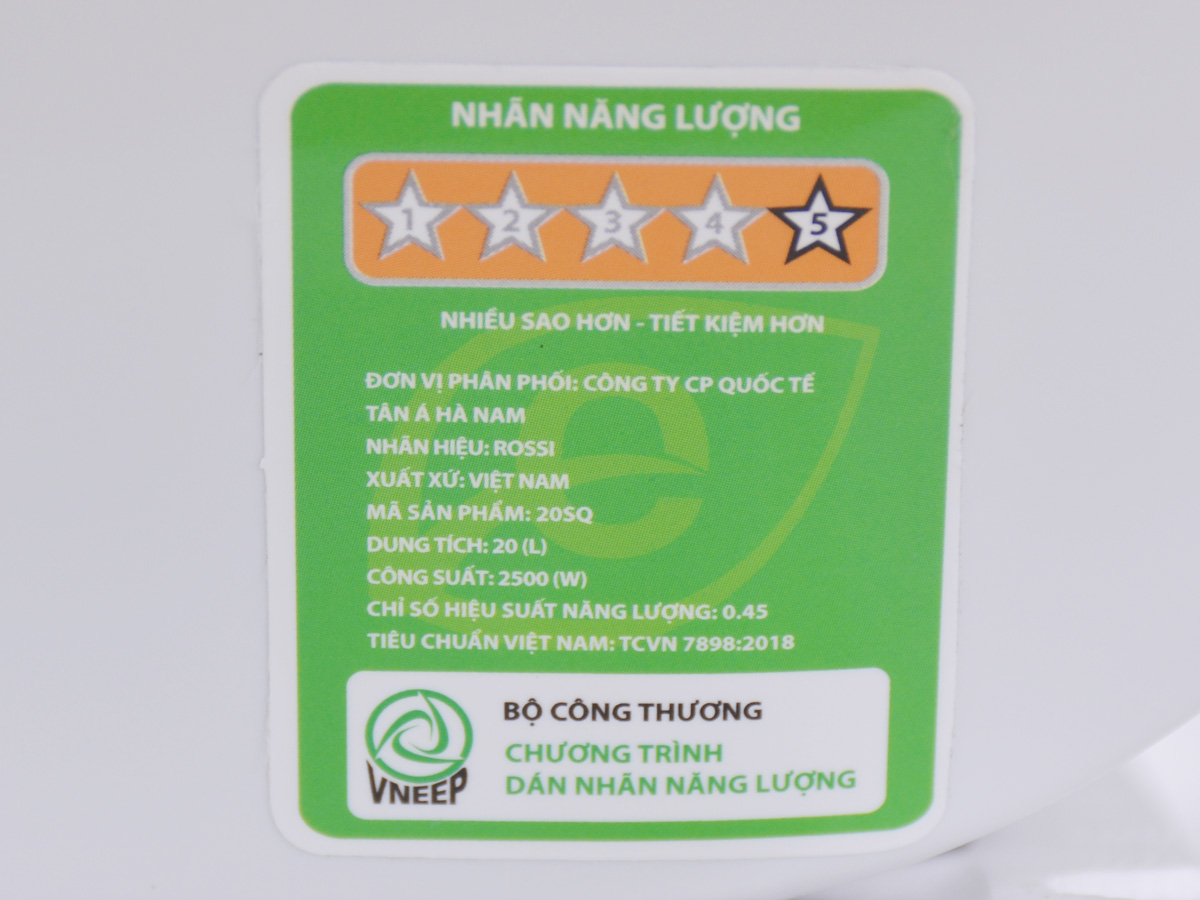 NHÃN NĂNG LƯỢNG
1 2 3 4 5
NHIỀU SAO HƠN - TIẾT KIỆM HƠN
ĐƠN VỊ PHÂN PHỐI: CÔNG TY CP QUỐC TẾ
TÂN Á HÀ NAM
NHÃN HIỆU: ROSSI
XUẤT XỨ: VIỆT NAM
MÃ SẢN PHẨM: 20SQ
DUNG TÍCH: 20 (L)
CÔNG SUẤT: 2500 (W)
CHỈ SỐ HIỆU SUẤT NĂNG LƯỢNG: 0.45
TIÊU CHUẨN VIỆT NAM: TCVN 7898:2018
BỘ CÔNG THƯƠNG
CHƯƠNG TRÌNH
DÁN NHÃN NĂNG LƯỢNG
VNEEP